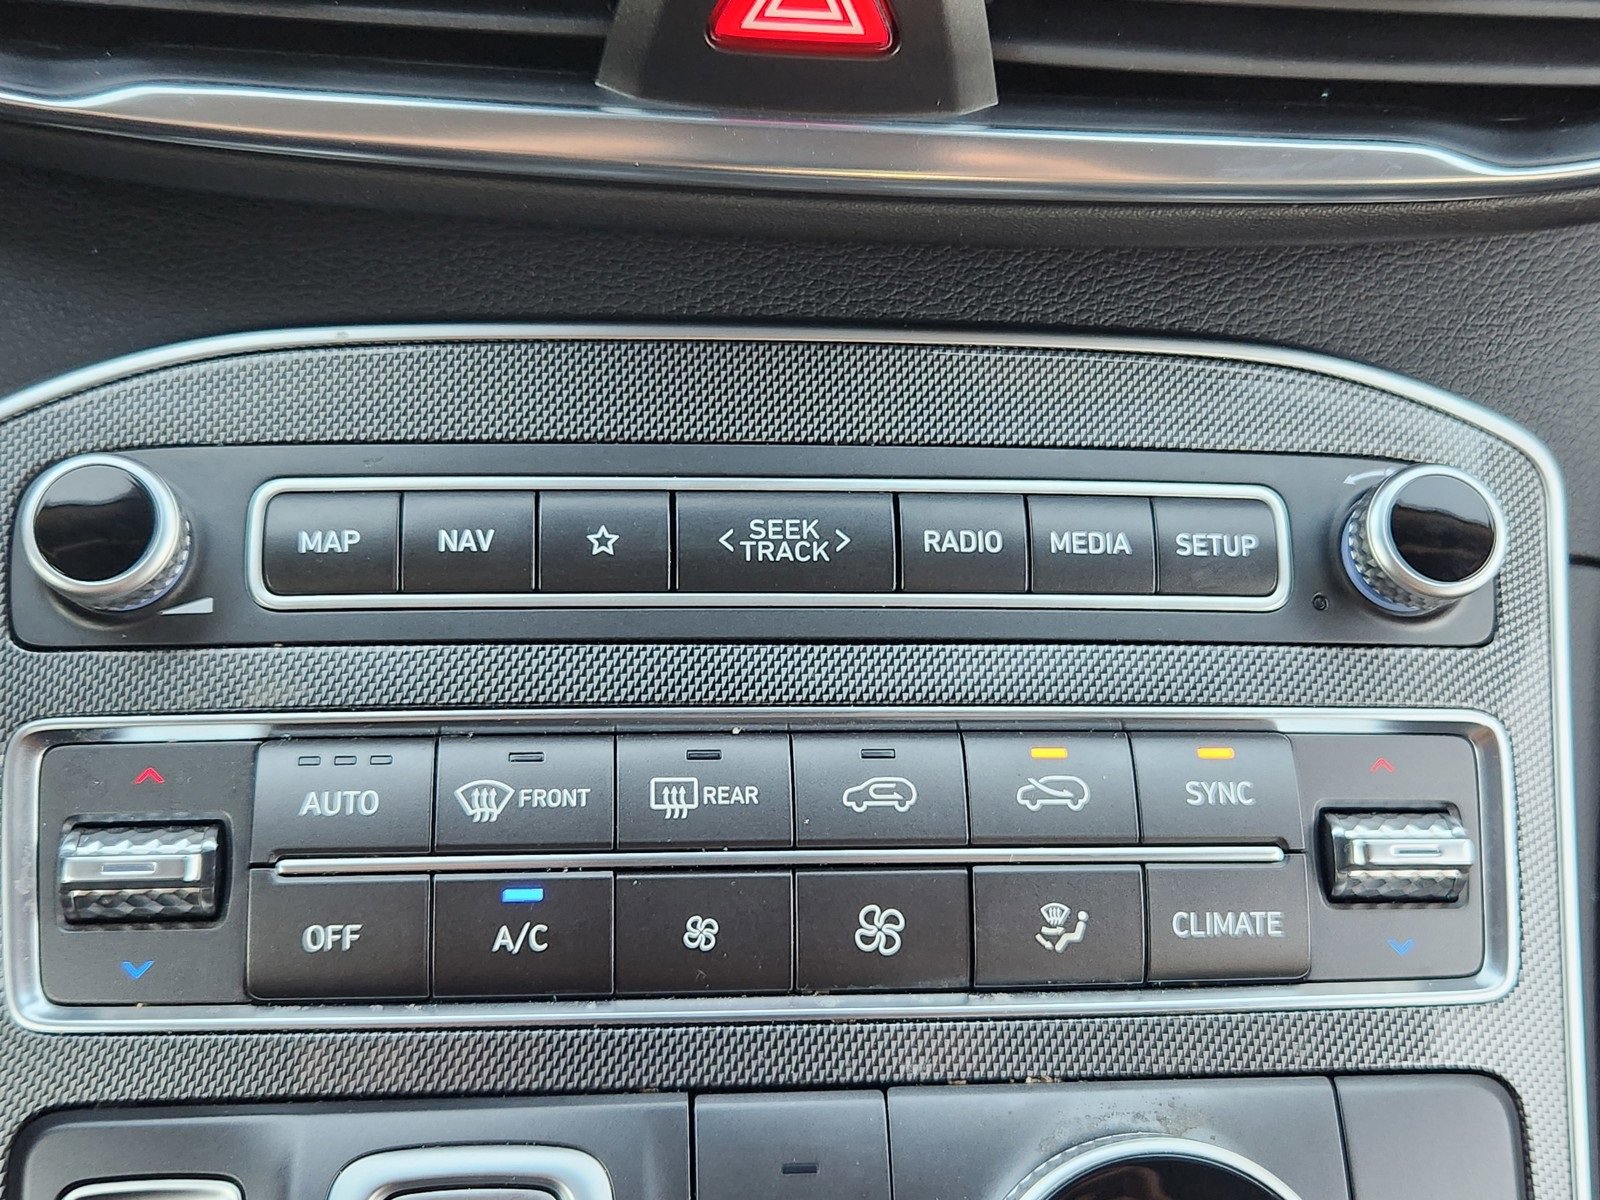 MAP
NAV
SEEK
TRACK
RADIO
MEDIA
SETUP
AUTO
FRONT
REAR
SYNC
OFF
A/C
CLIMATE